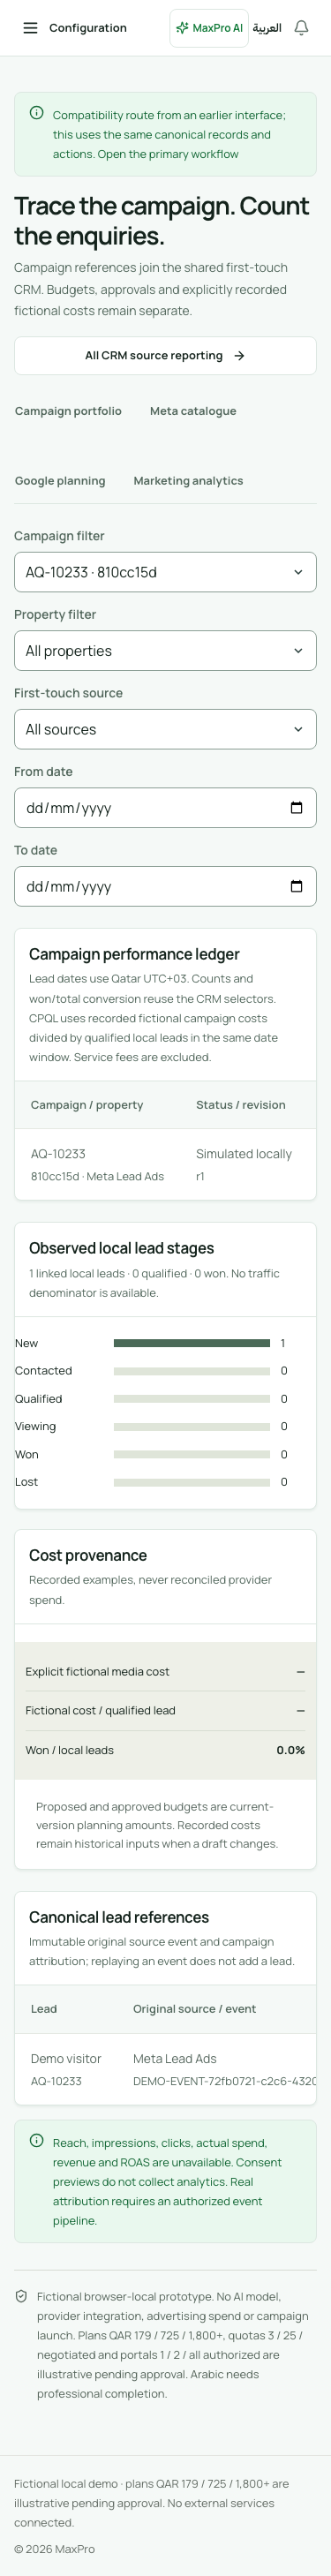 Configuration
MaxPro AI
العربية
Compatibility route from an earlier interface;
this uses the same canonical records and
actions. Open the primary workflow
Trace the campaign. Count
the enquiries.
Campaign references join the shared first-touch
CRM. Budgets, approvals and explicitly recorded
fictional costs remain separate.
All CRM source reporting
Campaign portfolio
Meta catalogue
Google planning
Marketing analytics
Campaign filter
AQ-10233 · 810cc15d
Property filter
All properties
First-touch source
All sources
From date
dd/mm/yyyy
To date
dd/mm/yyyy
Campaign performance ledger
Lead dates use Qatar UTC+03. Counts and
won/total conversion reuse the CRM selectors.
CPQL uses recorded fictional campaign costs
divided by qualified local leads in the same date
window. Service fees are excluded.
Campaign / property
Status / revision
AQ-10233
Simulated locally
810cc15d · Meta Lead Ads
r1
Observed local lead stages
1 linked local leads · 0 qualified · 0 won. No traffic
denominator is available.
New 1
Contacted 0
Qualified 0
Viewing 0
Won 0
Lost 0
Cost provenance
Recorded examples, never reconciled provider
spend.
Explicit fictional media cost –
Fictional cost / qualified lead –
Won / local leads 0.0%
Proposed and approved budgets are current-
version planning amounts. Recorded costs
remain historical inputs when a draft changes.
Canonical lead references
Immutable original source event and campaign
attribution; replaying an event does not add a lead.
Lead
Original source / event
Demo visitor
Meta Lead Ads
AQ-10233
DEMO-EVENT-72fb0721-c2c6-4320
Reach, impressions, clicks, actual spend,
revenue and ROAS are unavailable. Consent
previews do not collect analytics. Real
attribution requires an authorized event
pipeline.
Fictional browser-local prototype. No AI model,
provider integration, advertising spend or campaign
launch. Plans QAR 179 / 725 / 1,800+, quotas 3 / 25 /
negotiated and portals 1 / 2 / all authorized are
illustrative pending approval. Arabic needs
professional completion.
Fictional local demo · plans QAR 179 / 725 / 1,800+ are
illustrative pending approval. No external services
connected.
© 2026 MaxPro